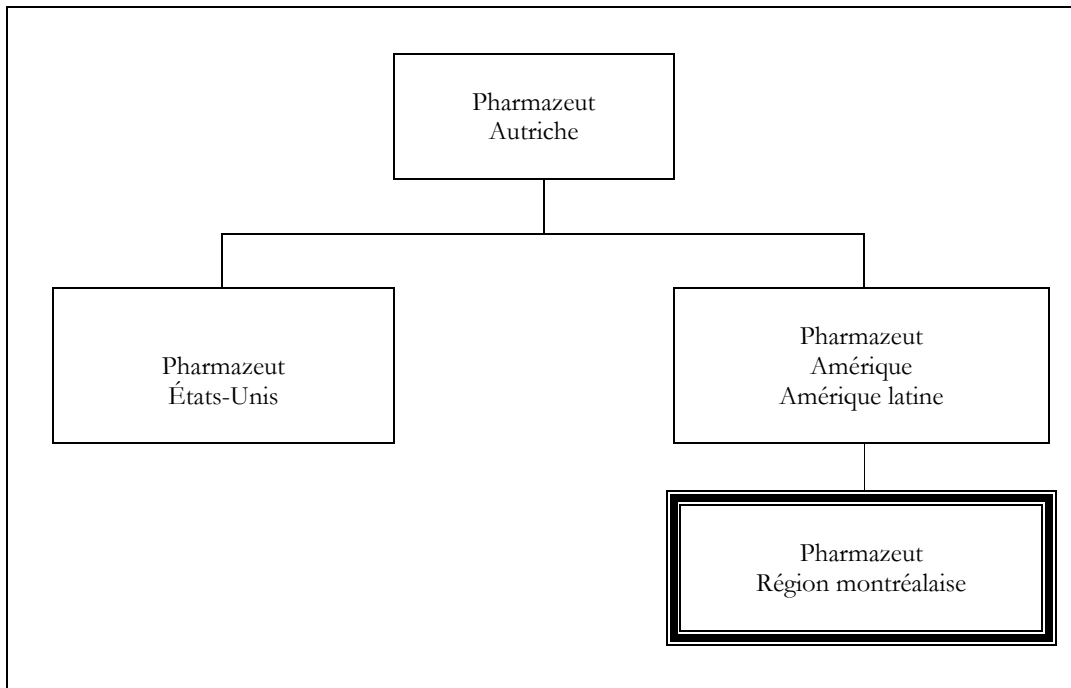 Pharmazeut
Autriche
Pharmazeut
États-Unis
Pharmazeut
Amérique
Amérique latine
Pharmazeut
Région montréalaise